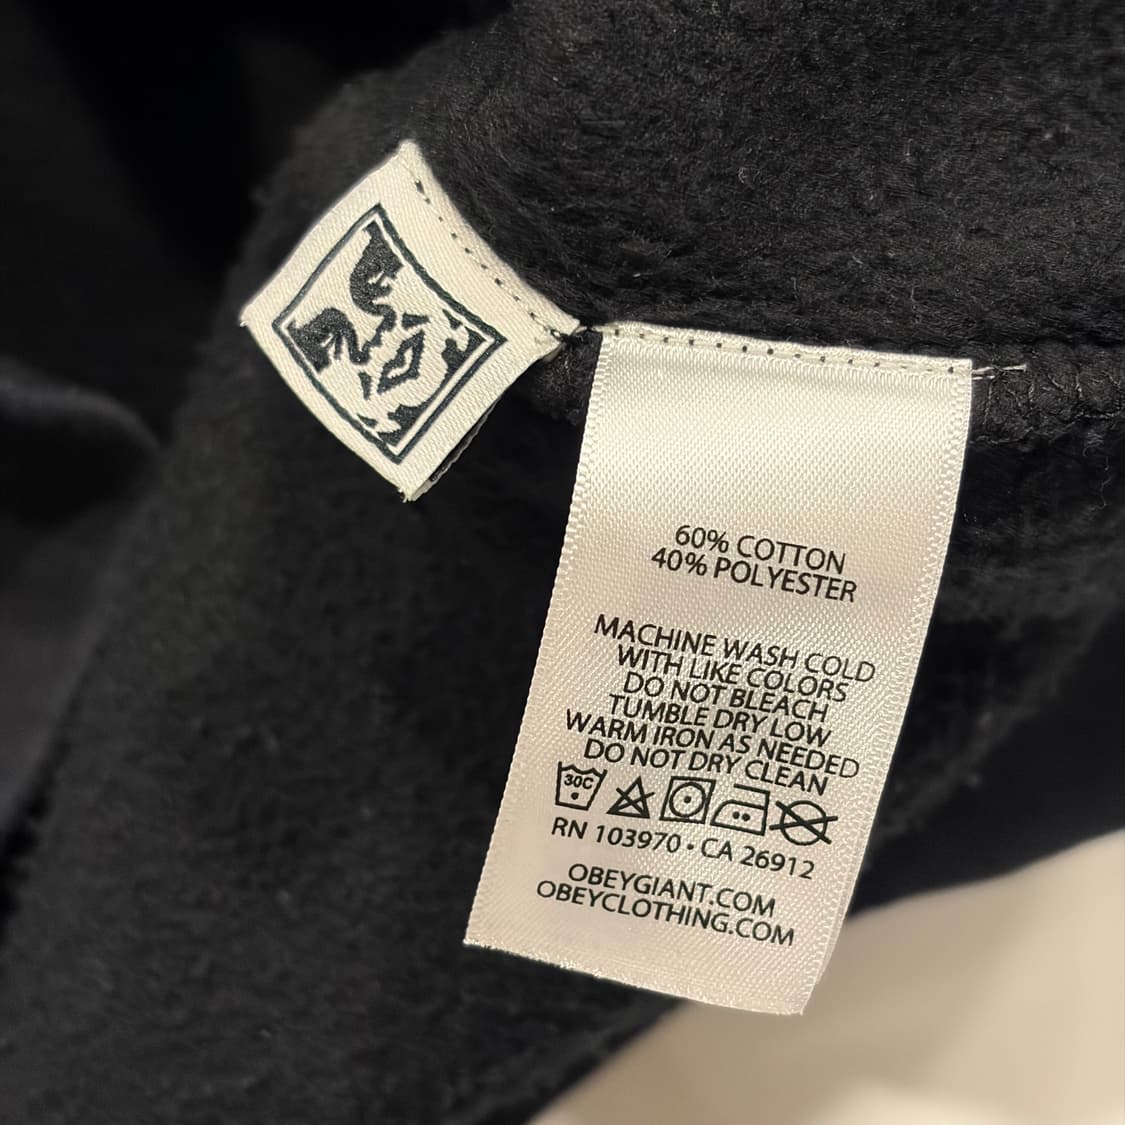 60% COTTON
40% POLYESTER
MACHINE WASH COLD
WITH LIKE COLORS
DO NOT BLEACH
TUMBLE DRY LOW
WARM IRON AS NEEDED
DO NOT DRY CLEAN
30C
RN 103970 • CA 26912
OBEYGIANT.COM
OBEYCLOTHING.COM